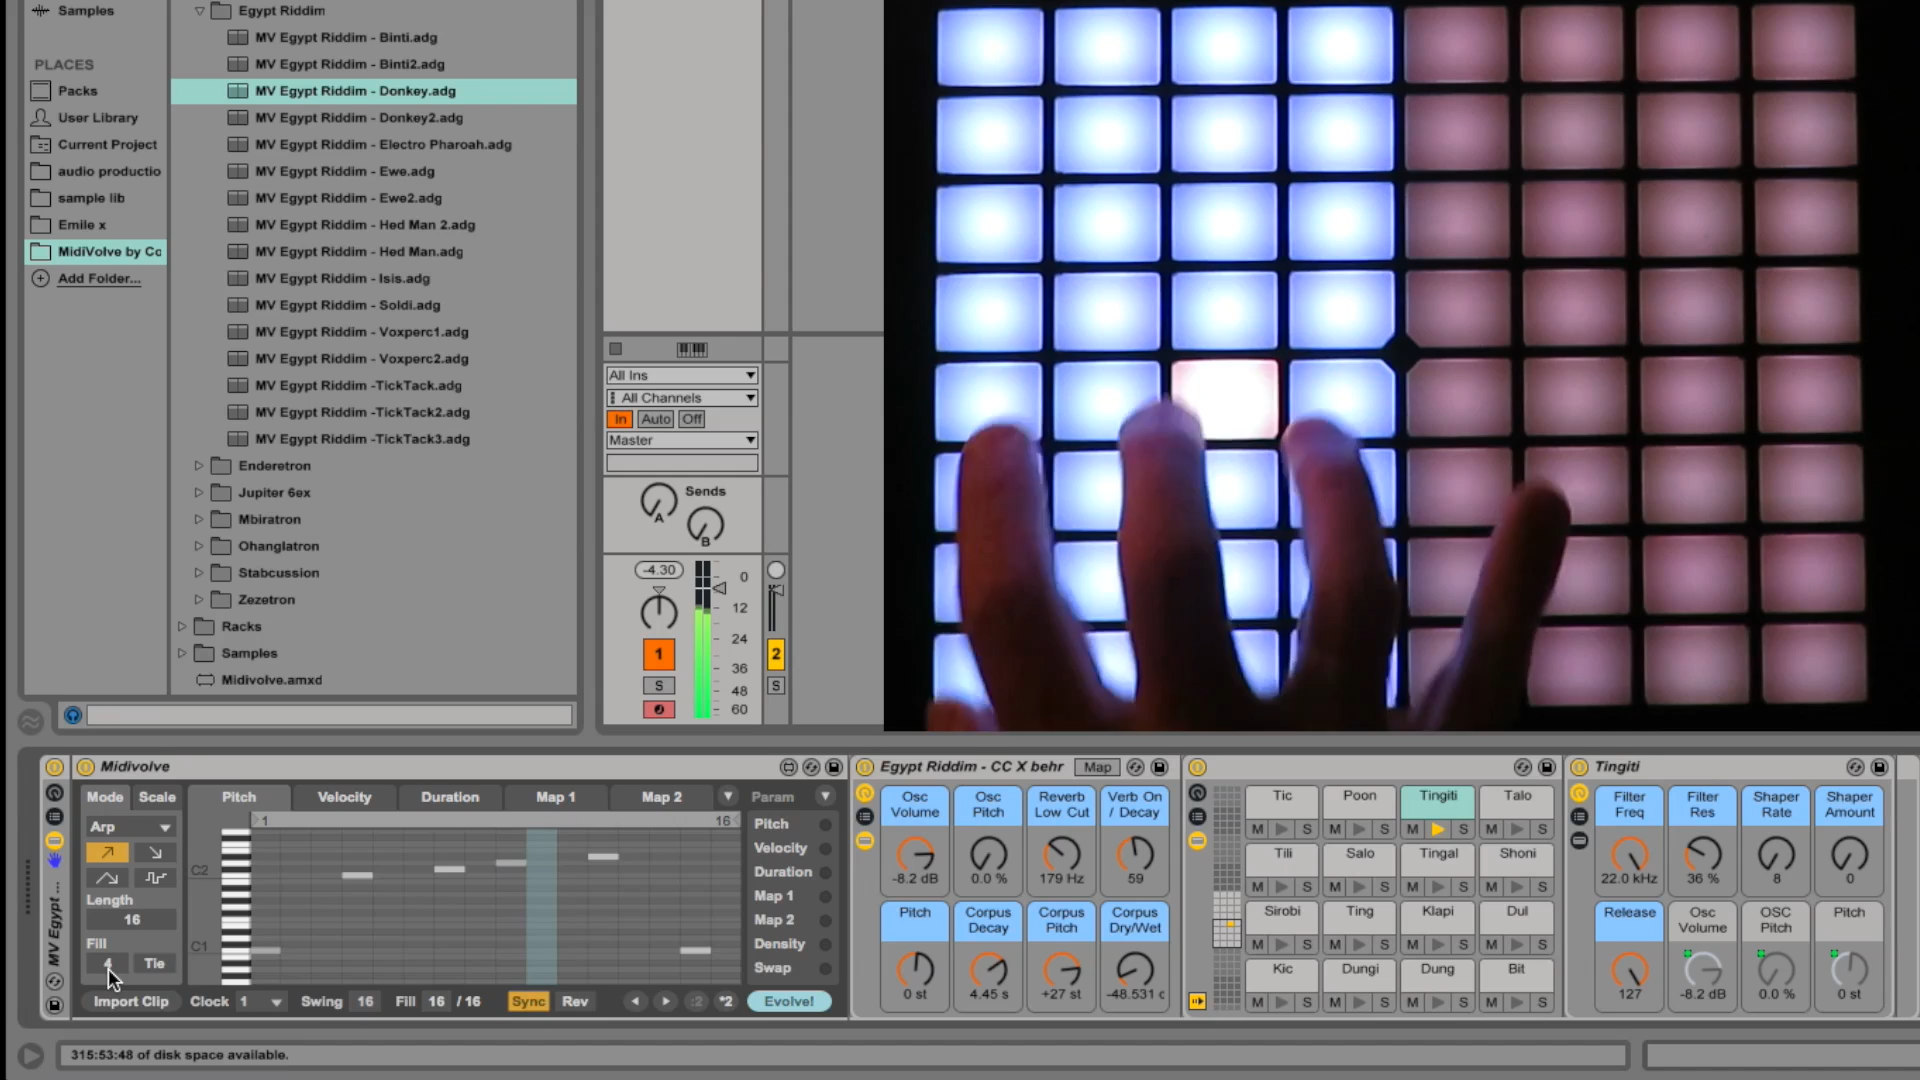 Samples
PLACES
Packs
User Library
Current Project
audio productio
sample lib
Emile x
MidiVolve by Cc
Add Folder...
Egypt Riddim
MV Egypt Riddim - Binti.adg
MV Egypt Riddim - Binti2.adg
MV Egypt Riddim - Donkey.adg
MV Egypt Riddim - Donkey2.adg
MV Egypt Riddim - Electro Pharoah.adg
MV Egypt Riddim - Ewe.adg
MV Egypt Riddim - Ewe2.adg
MV Egypt Riddim - Hed Man 2.adg
MV Egypt Riddim - Hed Man.adg
MV Egypt Riddim - Isis.adg
MV Egypt Riddim - Soldi.adg
MV Egypt Riddim - Voxperc1.adg
MV Egypt Riddim - Voxperc2.adg
MV Egypt Riddim -TickTack.adg
MV Egypt Riddim -TickTack2.adg
MV Egypt Riddim -TickTack3.adg
Enderetron
Jupiter 6ex
Mbiratron
Ohanglatron
Stabcussion
Zezetron
Racks
Samples
Midivolve.amxd
All Ins
All Channels
In Auto Off
Master
Sends
A
B
-4.30
0
12
24
36
48
60
1
S
2
S
MV Egypt ...
Midivolve
Mode Scale
Arp
Length
16
Fill
4 Tie
Import Clip
Pitch Velocity Duration Map 1 Map 2
1 16
C2
C1
Clock 1 Swing 16 Fill 16 / 16 Sync Rev :2 *2 Evolve!
Param
Pitch
Velocity
Duration
Map 1
Map 2
Density
Swap
Egypt Riddim - CC X behr Map
Osc Volume Osc Pitch Reverb Low Cut Verb On / Decay
-8.2 dB 0.0 % 179 Hz 59
Pitch Corpus Decay Corpus Pitch Corpus Dry/Wet
0 st 4.45 s +27 st -48.531 c
Tic Poon Tingiti Talo
M S M S M S M S
Tili Salo Tingal Shoni
M S M S M S M S
Sirobi Ting Klapi Dul
M S M S M S M S
Kic Dungi Dung Bit
M S M S M S M S
Tingiti
Filter Freq Filter Res Shaper Rate Shaper Amount
22.0 kHz 36 % 8 0
Release Osc Volume OSC Pitch Pitch
127 -8.2 dB 0.0 % 0 st
315:53:48 of disk space available.